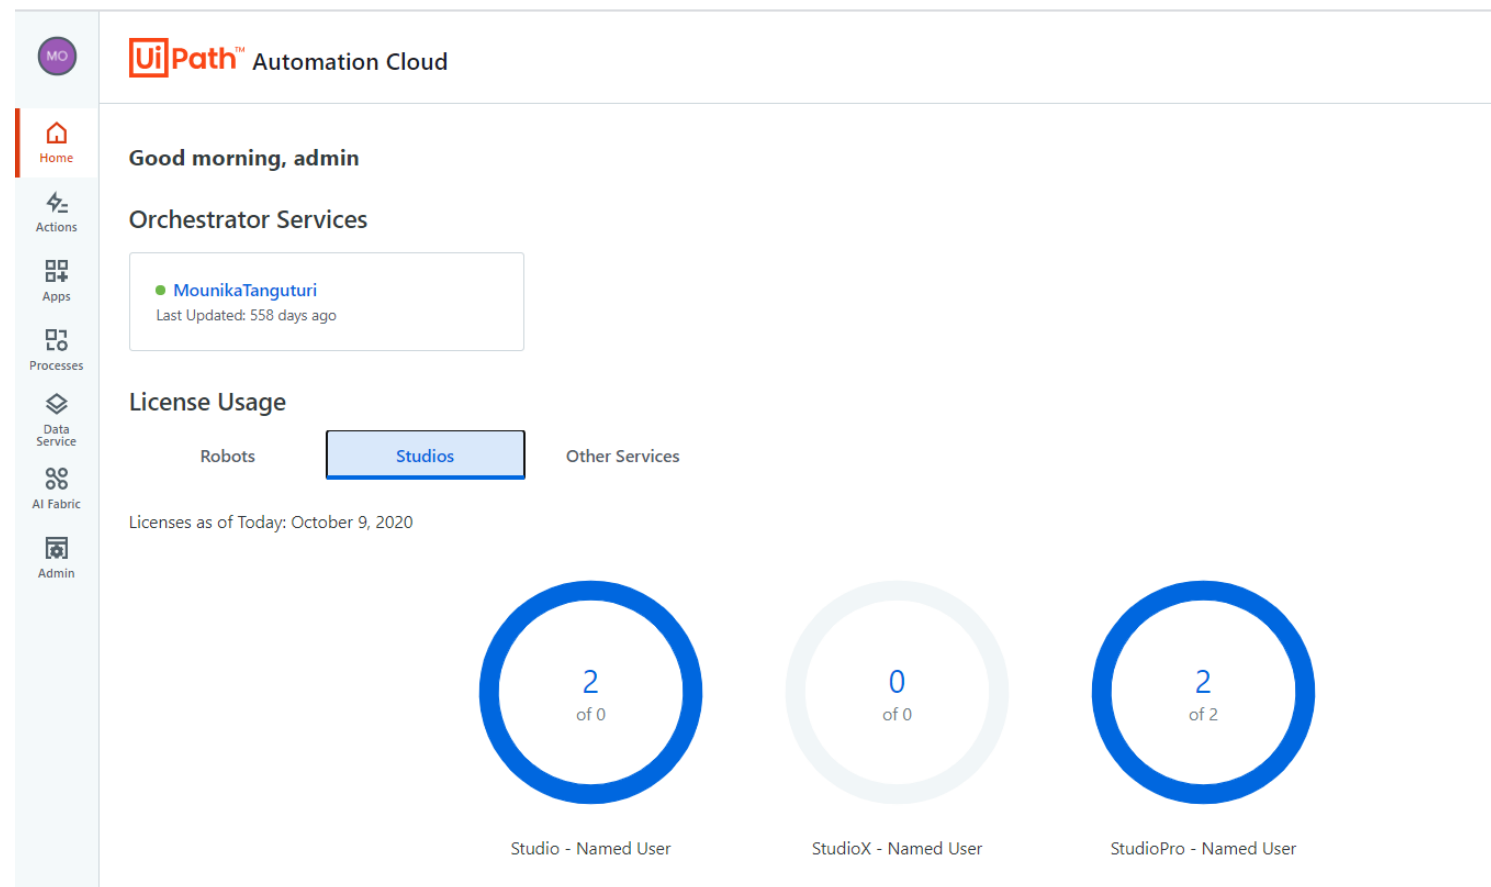 MO
UiPath™ Automation Cloud
Home
Actions
Apps
Processes
Data
Service
AI Fabric
Admin
Good morning, admin
Orchestrator Services
MounikaTanguturi
Last Updated: 558 days ago
License Usage
Robots Studios Other Services
Licenses as of Today: October 9, 2020
2 0 2
of 0 of 0 of 2
Studio - Named User StudioX - Named User StudioPro - Named User